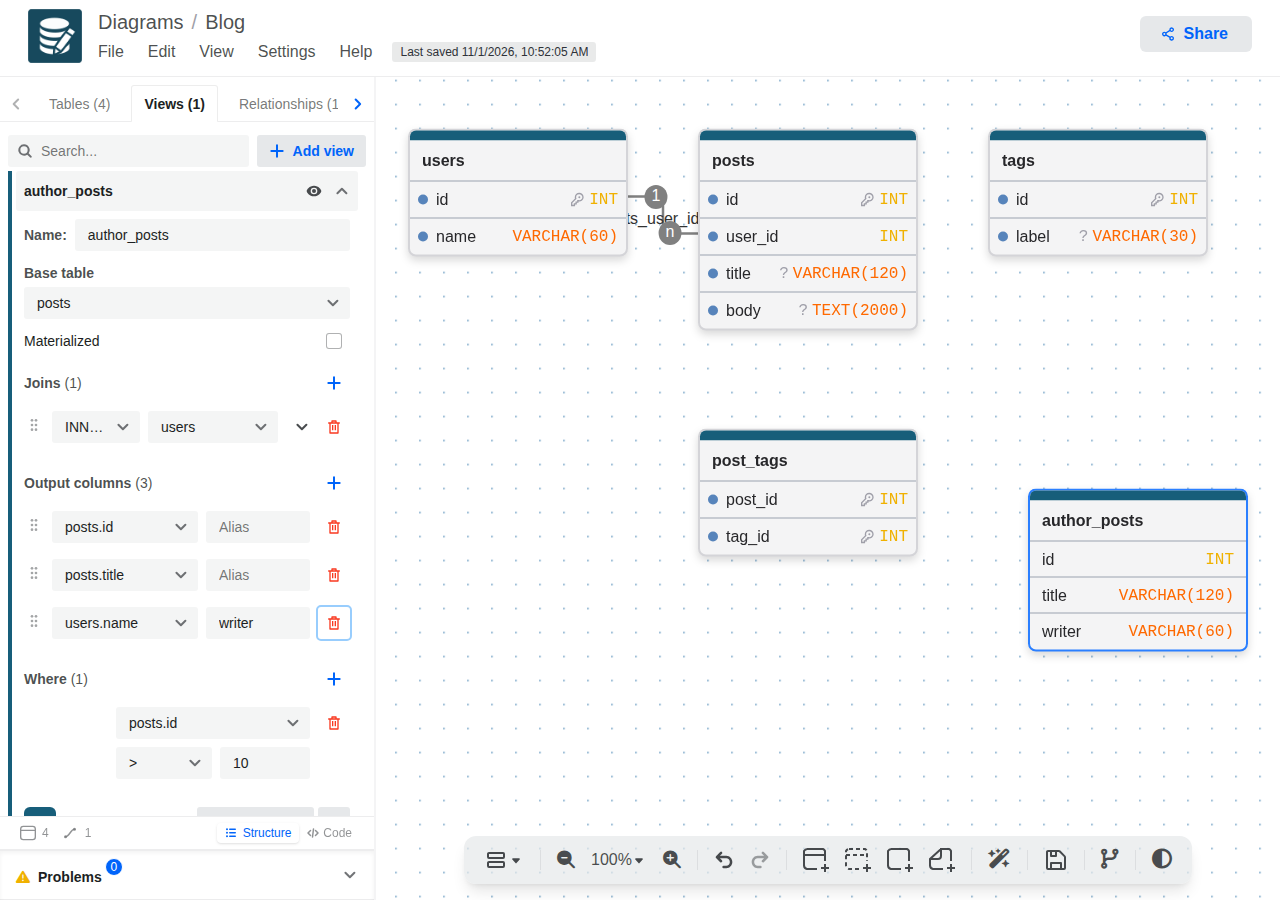 Diagrams / Blog
File Edit View Settings Help Last saved 11/1/2026, 10:52:05 AM
Share
Tables (4) Views (1) Relationships (1
Search... Add view
author_posts
Name: author_posts
Base table
posts
Materialized
Joins (1)
INN… users
Output columns (3)
posts.id Alias
posts.title Alias
users.name writer
Where (1)
posts.id
> 10
4 1 Structure Code
Problems 0
users
id INT
name VARCHAR(60)
1
ts_user_id
n
posts
id INT
user_id INT
title ? VARCHAR(120)
body ? TEXT(2000)
tags
id INT
label ? VARCHAR(30)
post_tags
post_id INT
tag_id INT
author_posts
id INT
title VARCHAR(120)
writer VARCHAR(60)
100%